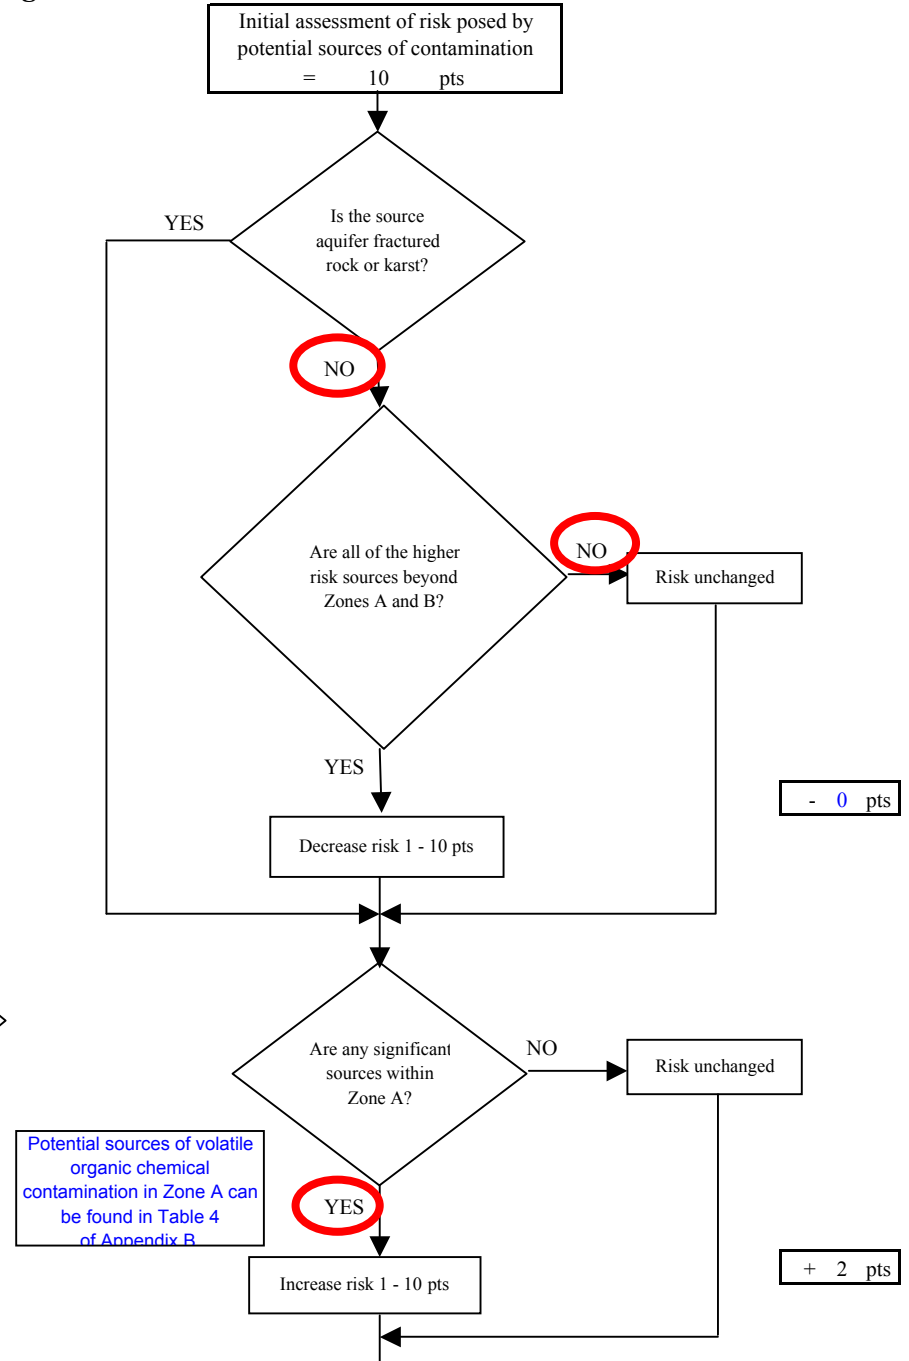 g
Initial assessment of risk posed by
potential sources of contamination
= 10 pts
YES
Is the source
aquifer fractured
rock or karst?
NO
Are all of the higher
risk sources beyond
Zones A and B?
NO
Risk unchanged
YES
- 0 pts
Decrease risk 1 - 10 pts
Are any significant
sources within
Zone A?
NO
Risk unchanged
Potential sources of volatile
organic chemical
contamination in Zone A can
be found in Table 4
of Appendix B
YES
Increase risk 1 - 10 pts
+ 2 pts